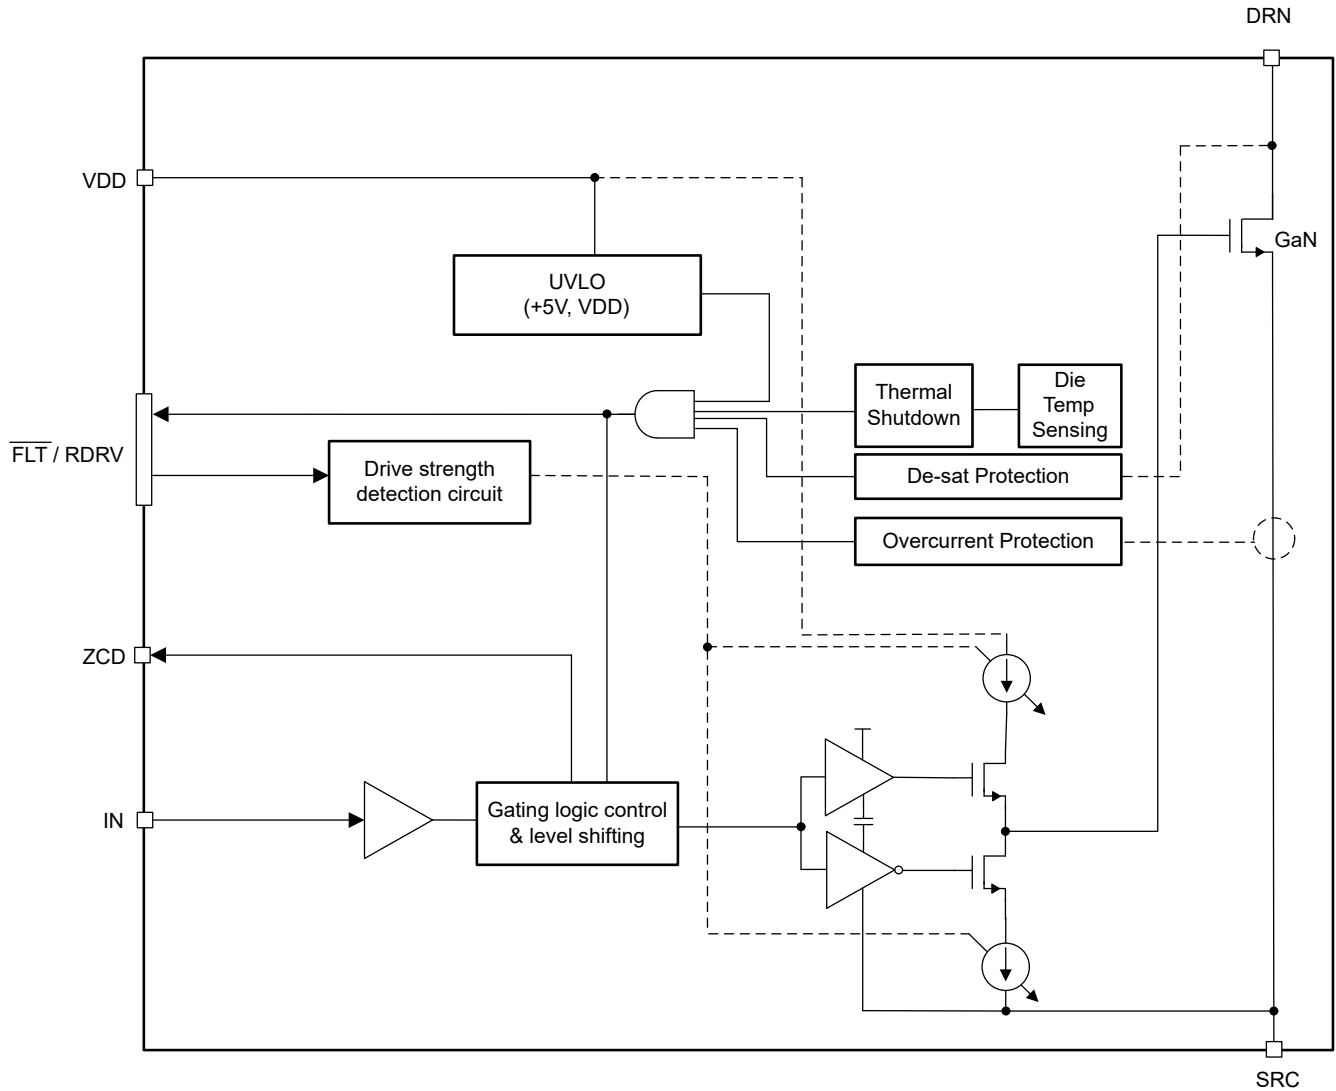 DRN
VDD
GaN
UVLO
(+5V, VDD)
Thermal
Shutdown
Die
Temp
Sensing
FLT / RDRV
Drive strength
detection circuit
De-sat Protection
Overcurrent Protection
ZCD
IN
Gating logic control
& level shifting
SRC